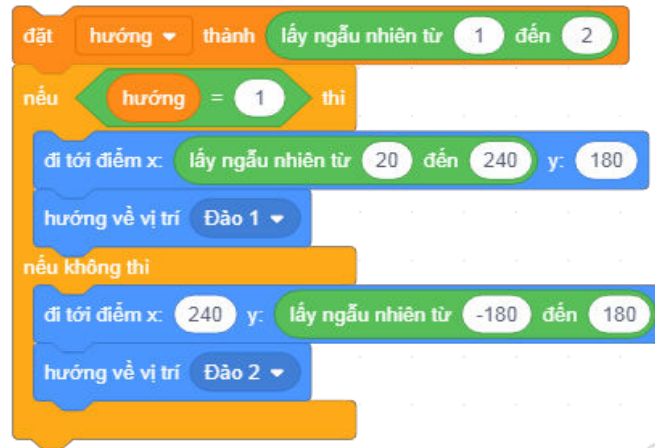 đặt hướng thành lấy ngẫu nhiên từ 1 đến 2
nếu hướng = 1 thì
đi tới điểm x: lấy ngẫu nhiên từ 20 đến 240 y: 180
hướng về vị trí Đảo 1
nếu không thì
đi tới điểm x: 240 y: lấy ngẫu nhiên từ -180 đến 180
hướng về vị trí Đảo 2